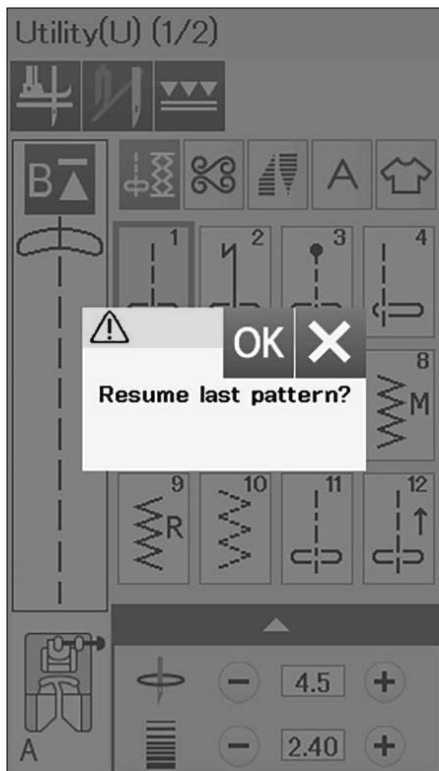 Utility(U) (1/2)
B
A
1 2 3 4
OK
Resume last pattern?
8
M
9 10 11 12
R
4.5
A
2.40